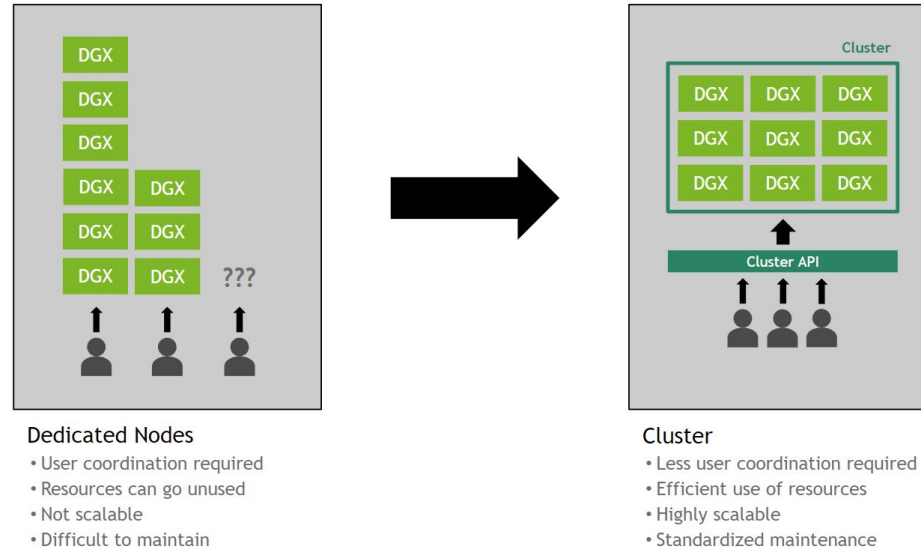 DGX
DGX
DGX
DGX DGX
DGX DGX
DGX DGX ???
Dedicated Nodes
• User coordination required
• Resources can go unused
• Not scalable
• Difficult to maintain
Cluster
DGX DGX DGX
DGX DGX DGX
DGX DGX DGX
Cluster API
Cluster
• Less user coordination required
• Efficient use of resources
• Highly scalable
• Standardized maintenance